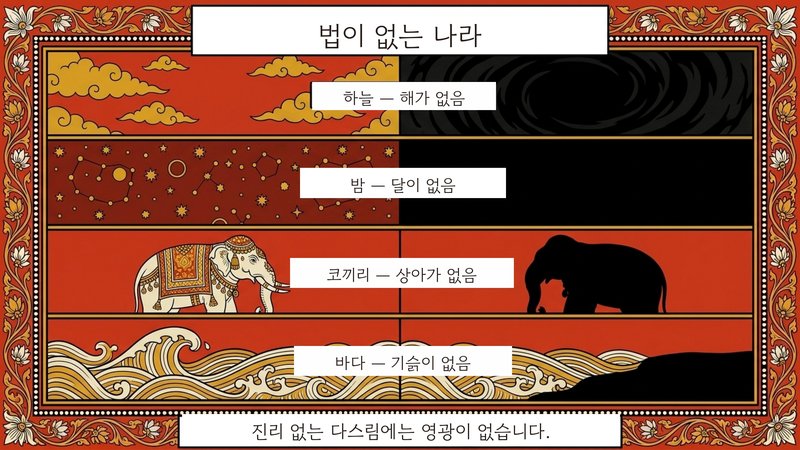 법이 없는 나라
하늘 — 해가 없음
밤 — 달이 없음
코끼리 — 상아가 없음
바다 — 기슭이 없음
진리 없는 다스림에는 영광이 없습니다.